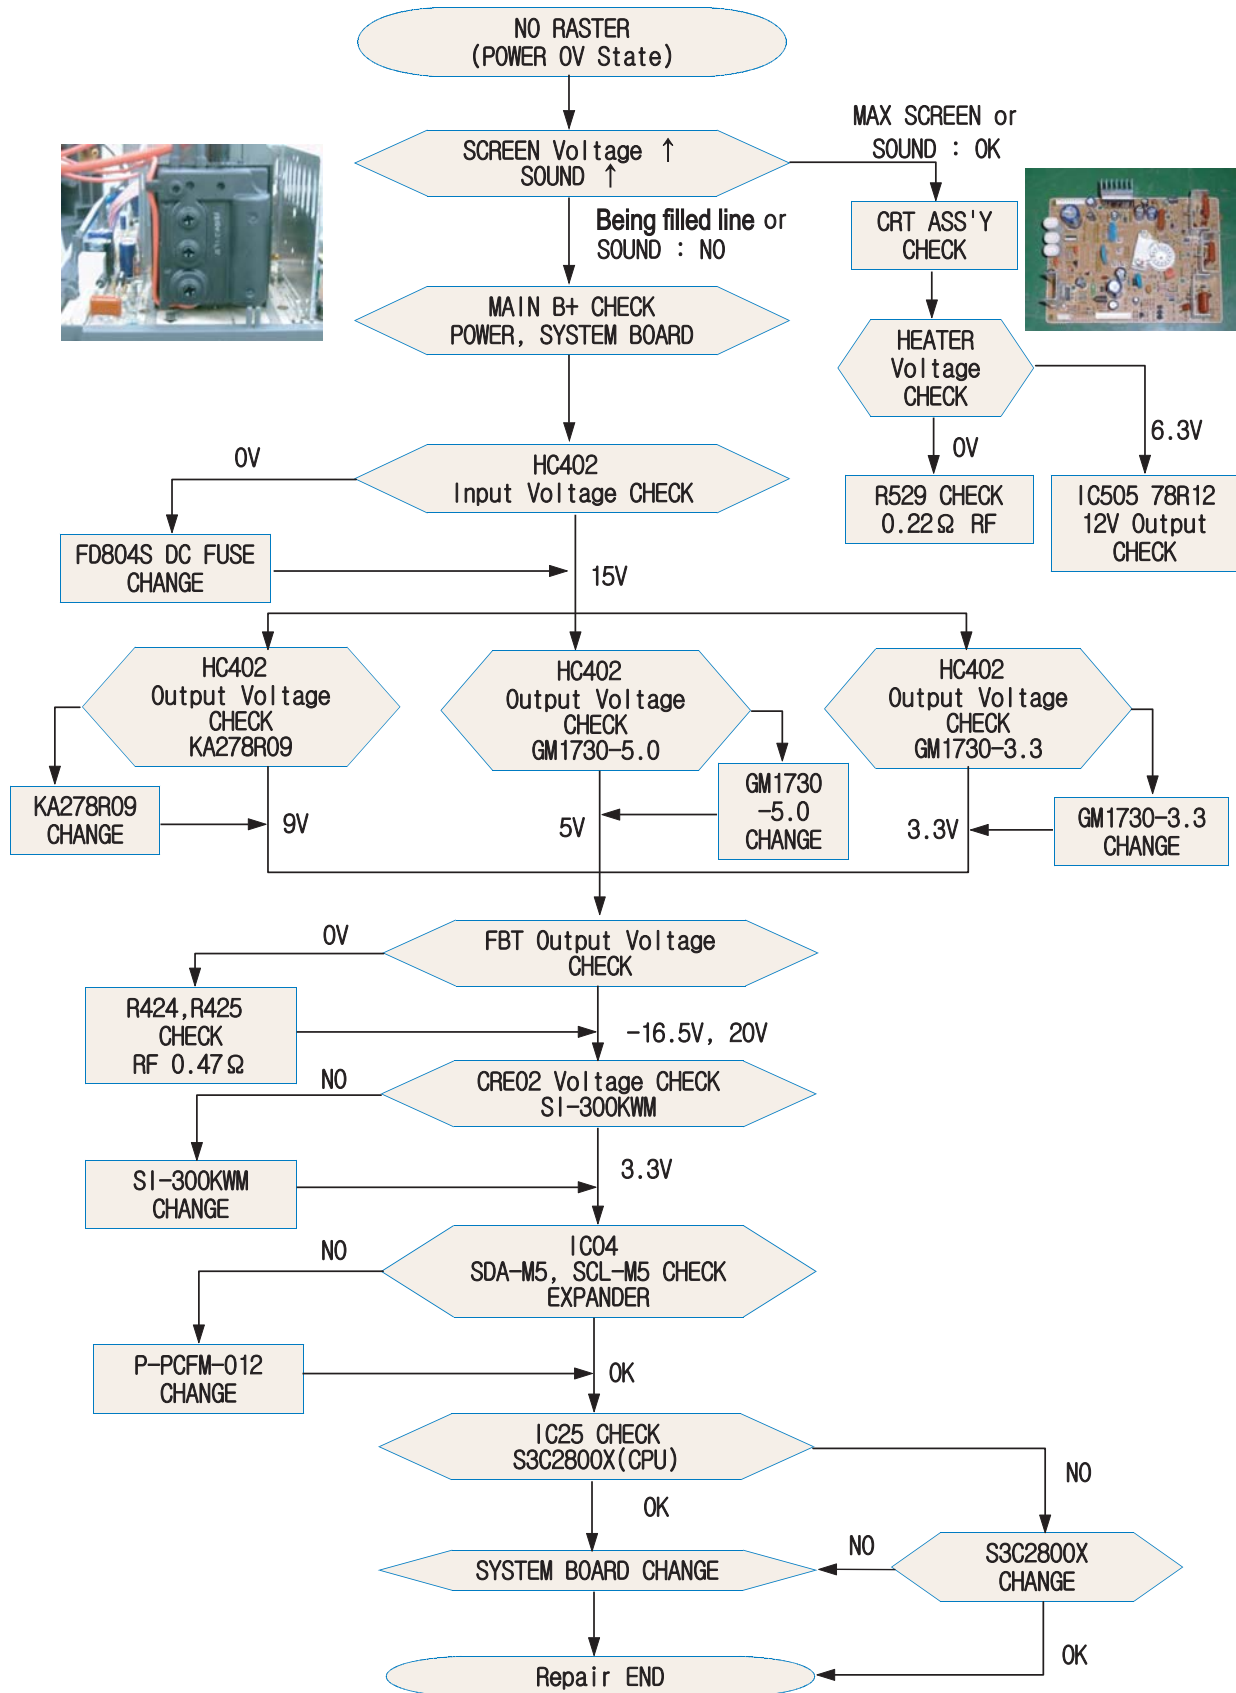 NO RASTER
(POWER OV State)
SCREEN Voltage ↑
SOUND ↑
MAX SCREEN or
SOUND : OK
Being filled line or
SOUND : NO
CRT ASS'Y
CHECK
MAIN B+ CHECK
POWER, SYSTEM BOARD
HEATER
Voltage
CHECK
0V
6.3V
R529 CHECK
0.22Ω RF
IC505 78R12
12V Output
CHECK
HC402
Input Voltage CHECK
0V
FD804S DC FUSE
CHANGE
15V
HC402
Output Voltage
CHECK
KA278R09
HC402
Output Voltage
CHECK
GM1730-5.0
HC402
Output Voltage
CHECK
GM1730-3.3
KA278R09
CHANGE
9V
GM1730
-5.0
CHANGE
5V
GM1730-3.3
CHANGE
3.3V
FBT Output Voltage
CHECK
0V
R424,R425
CHECK
RF 0.47Ω
-16.5V, 20V
CRE02 Voltage CHECK
SI-300KWM
NO
SI-300KWM
CHANGE
3.3V
IC04
SDA-M5, SCL-M5 CHECK
EXPANDER
NO
P-PCFM-012
CHANGE
OK
IC25 CHECK
S3C2800X(CPU)
NO
OK
S3C2800X
CHANGE
NO
SYSTEM BOARD CHANGE
OK
Repair END